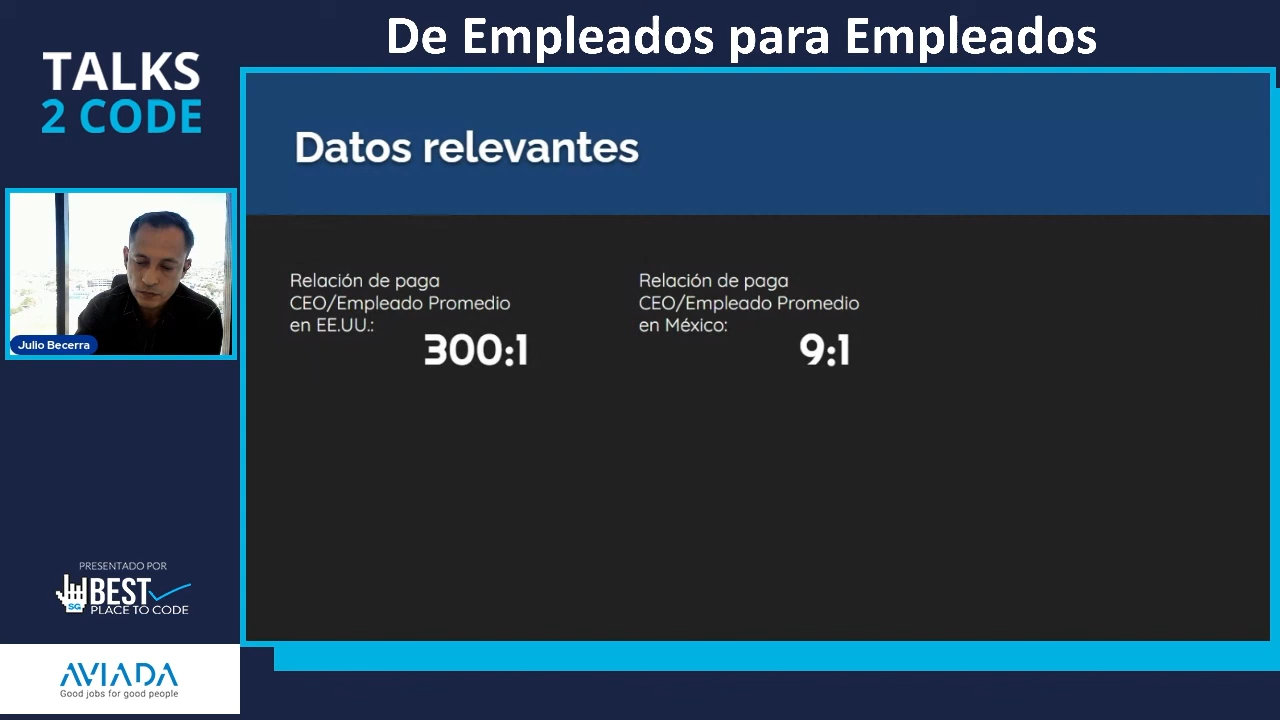 De Empleados para Empleados
TALKS
2 CODE
Datos relevantes
Relación de paga
CEO/Empleado Promedio
en EE.UU.:
300:1
Relación de paga
CEO/Empleado Promedio
en México:
9:1
Julio Becerra
PRESENTADO POR
SG
BEST
PLACE TO CODE
AVIADA
Good jobs for good people